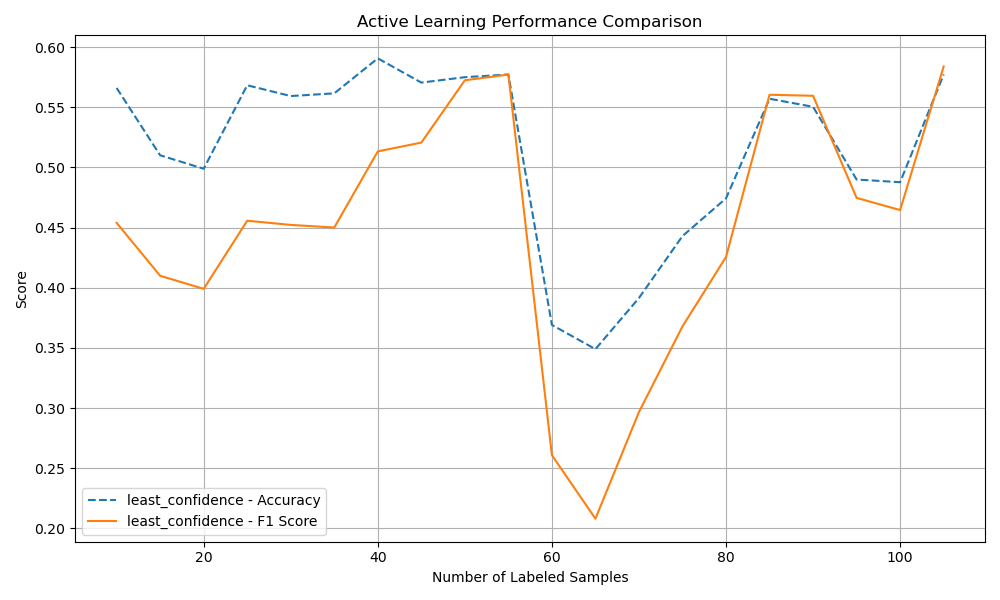 Active Learning Performance Comparison
0.60
0.55
0.50
0.45
0.40
0.35
0.30
0.25
0.20
Score
least_confidence - Accuracy
least_confidence - F1 Score
20
40
60
80
100
Number of Labeled Samples